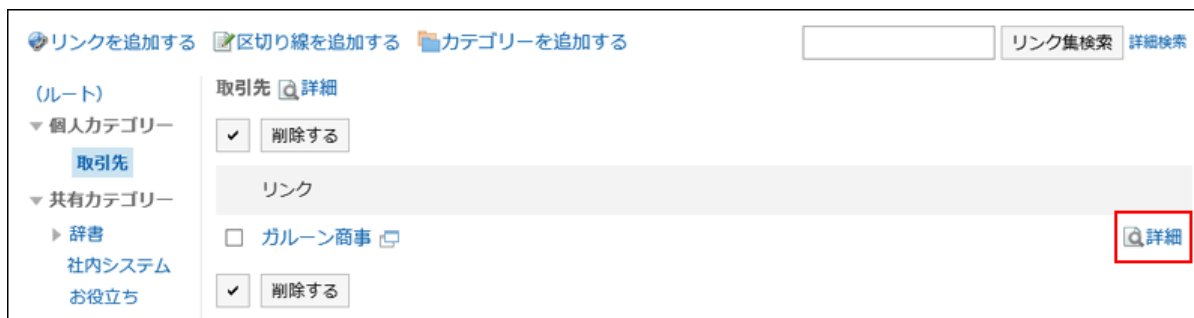 リンクを追加する 区切り線を追加する カテゴリーを追加する リンク集検索 詳細検索
(ルート)
個人カテゴリー
取引先
共有カテゴリー
辞書
社内システム
お役立ち
取引先 詳細
削除する
リンク
ガルーン商事 詳細
削除する